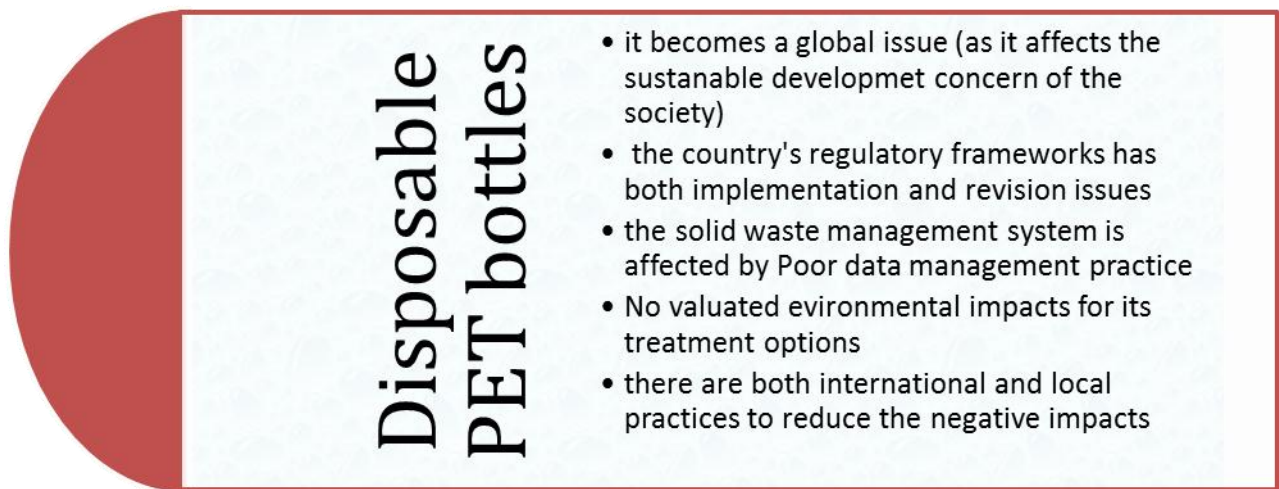 Disposable
PET bottles
• it becomes a global issue (as it affects the
sustanable developmet concern of the
society)
• the country's regulatory frameworks has
both implementation and revision issues
• the solid waste management system is
affected by Poor data management practice
• No valuated evironmental impacts for its
treatment options
• there are both international and local
practices to reduce the negative impacts